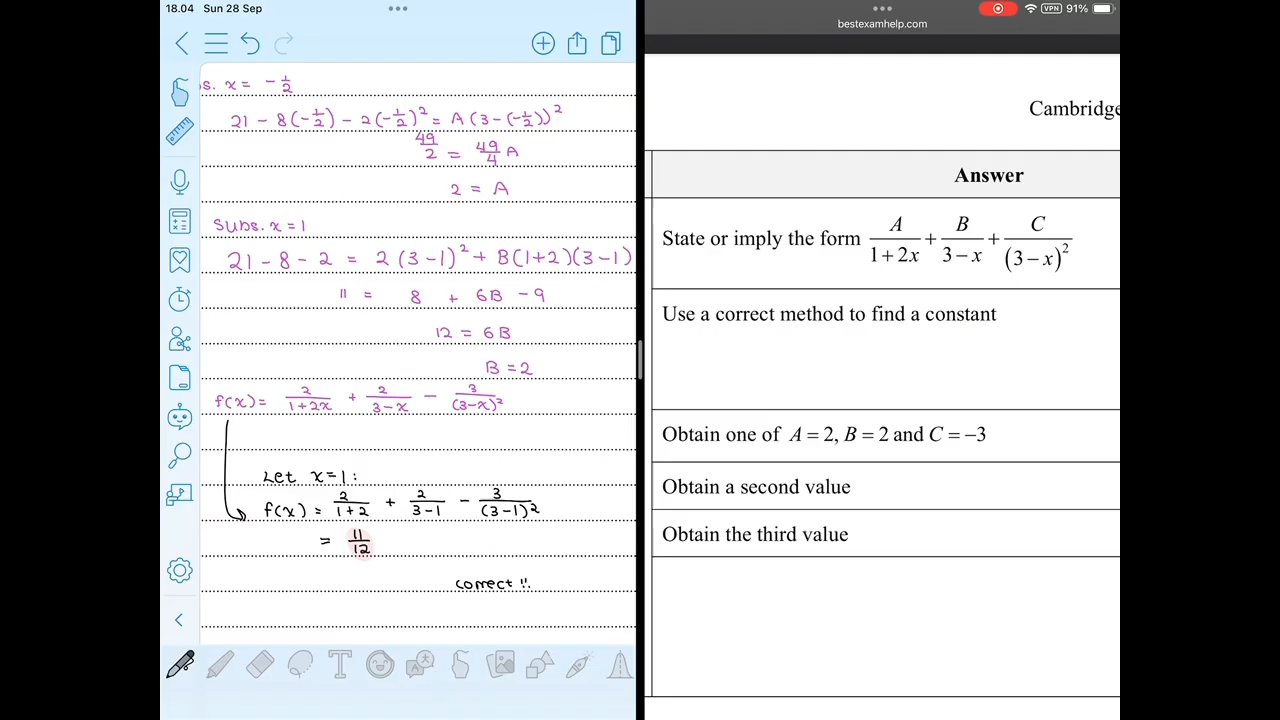 18.04 Sun 28 Sep
s. x = -1/2
21 - 8(-1/2) - 2(-1/2)² = A(3-(-1/2))²
49/2 = 49/4 A
2 = A
Subs. x = 1
21 - 8 - 2 = 2(3-1)² + B(1+2)(3-1)
11 = 8 + 6B - 9
12 = 6B
B = 2
f(x) = 2/(1+2x) + 2/(3-x) - 3/(3-x)²
Let x=1:
f(x) = 2/(1+2) + 2/(3-1) - 3/(3-1)²
= 11/12
correct !!
VPN 91%
bestexamhelp.com
Cambridge
Answer
State or imply the form A/(1+2x) + B/(3-x) + C/(3-x)²
Use a correct method to find a constant
Obtain one of A = 2, B = 2 and C = -3
Obtain a second value
Obtain the third value